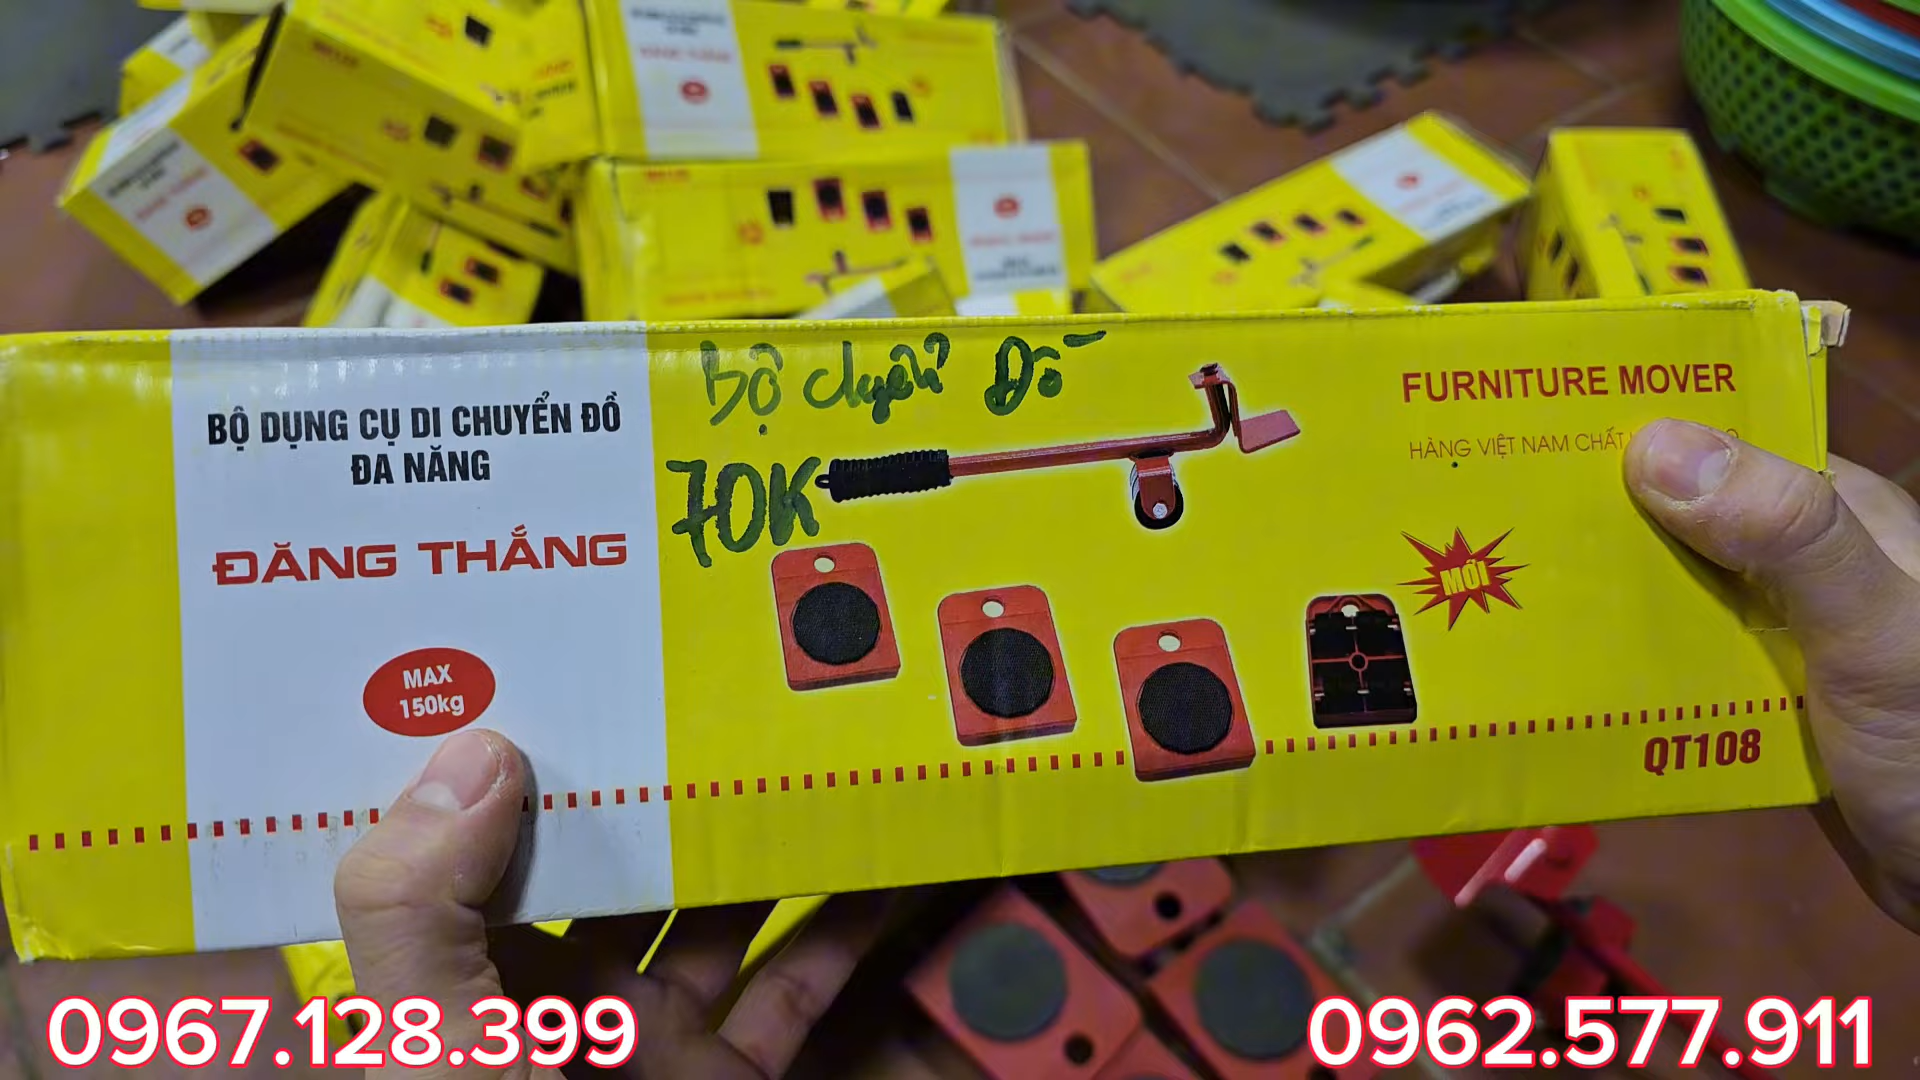 BỘ DỤNG CỤ DI CHUYỂN ĐỒ
ĐA NĂNG
ĐĂNG THẮNG
MAX
150kg
Bộ chuyển Đồ
70K
FURNITURE MOVER
HÀNG VIỆT NAM CHẤT
MỚI
QT108
0967.128.399
0962.577.911